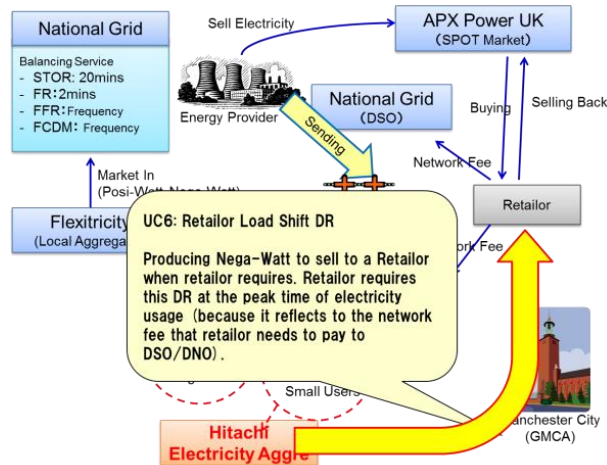 National Grid
Balancing Service
- STOR: 20mins
- FR: 2mins
- FFR: Frequency
- FCDM: Frequency
Sell Electricity
APX Power UK
(SPOT Market)
Energy Provider
National Grid
(DSO)
Sending
Buying
Selling Back
Network Fee
Market In
(Posi-Watt, Nega-Watt)
Flexitricity
(Local Aggrega
Retailor
UC6: Retailor Load Shift DR
Producing Nega-Watt to sell to a Retailor
when retailor requires. Retailor requires
this DR at the peak time of electricity
usage (because it reflects to the network
fee that retailor needs to pay to
DSO/DNO).
Fee
Small Users
anchester City
(GMCA)
Hitachi
Electricity Aggre